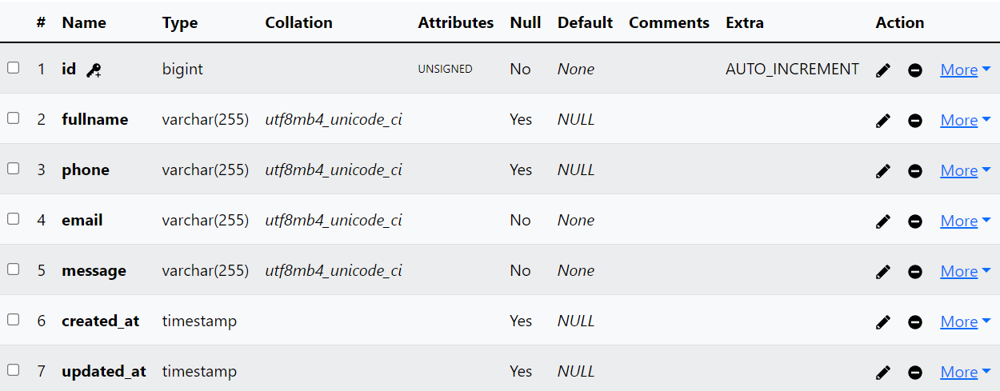 # Name Type Collation Attributes Null Default Comments Extra Action
1 id bigint UNSIGNED No None AUTO_INCREMENT More
2 fullname varchar(255) utf8mb4_unicode_ci Yes NULL More
3 phone varchar(255) utf8mb4_unicode_ci Yes NULL More
4 email varchar(255) utf8mb4_unicode_ci No None More
5 message varchar(255) utf8mb4_unicode_ci No None More
6 created_at timestamp Yes NULL More
7 updated_at timestamp Yes NULL More